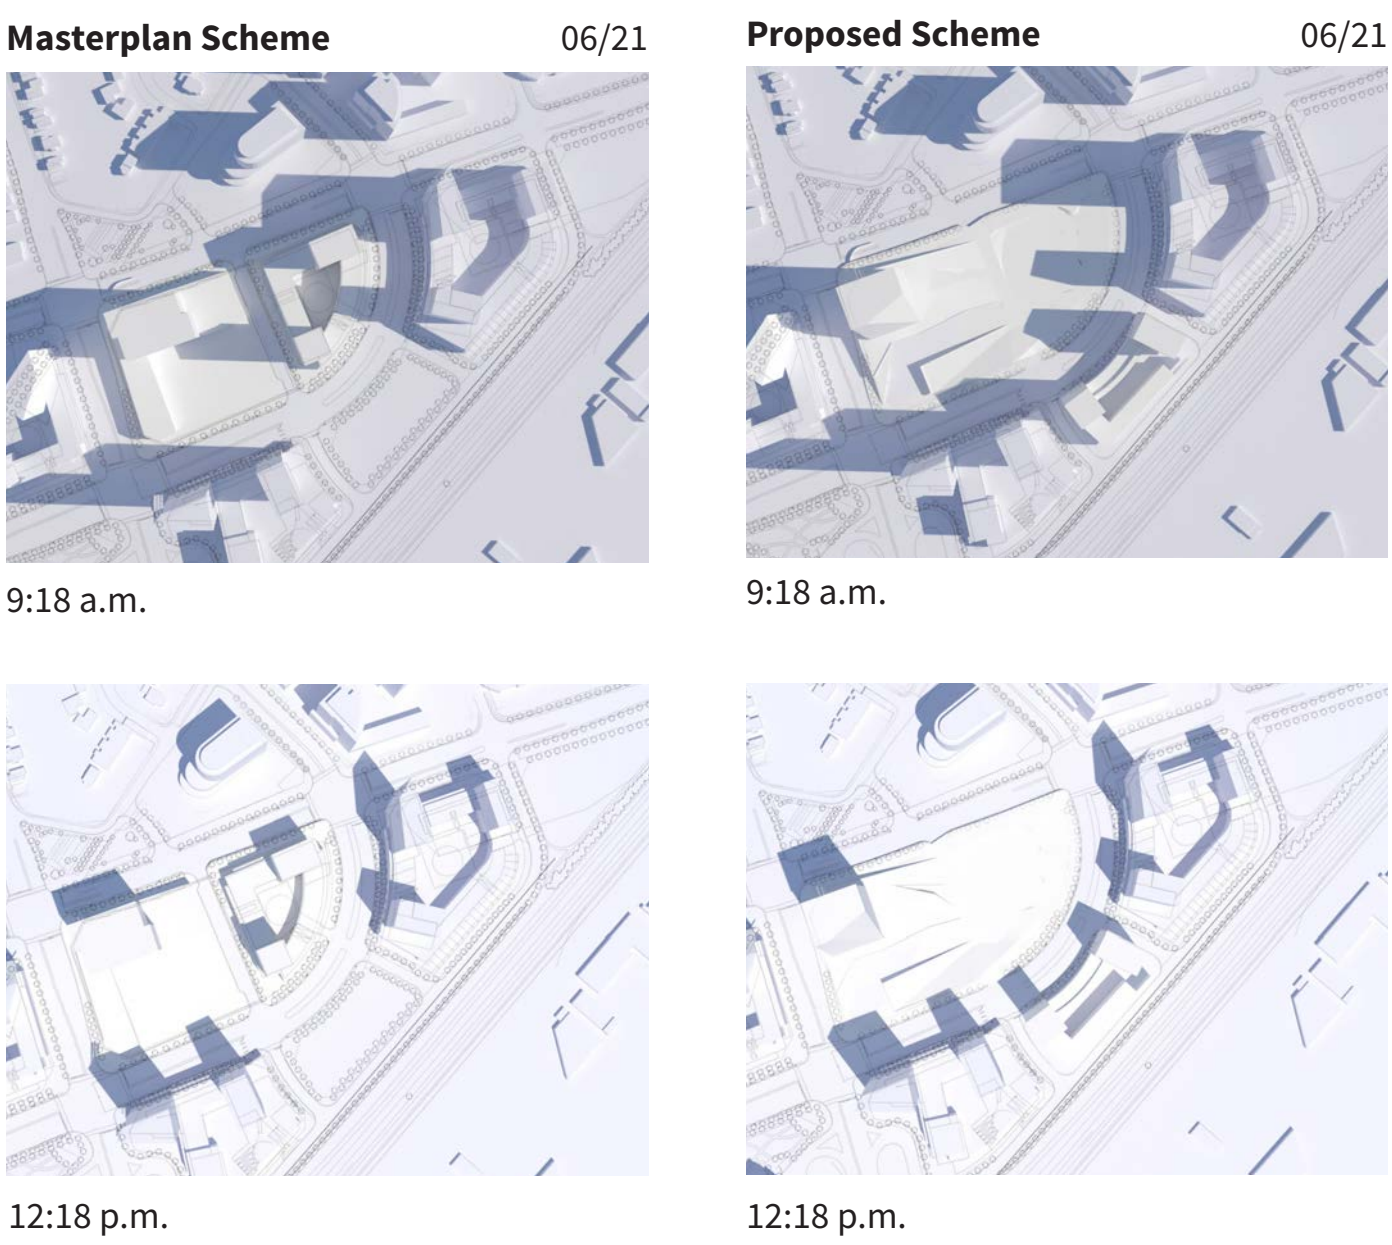 Masterplan Scheme 06/21
Proposed Scheme 06/21
9:18 a.m.
9:18 a.m.
12:18 p.m.
12:18 p.m.